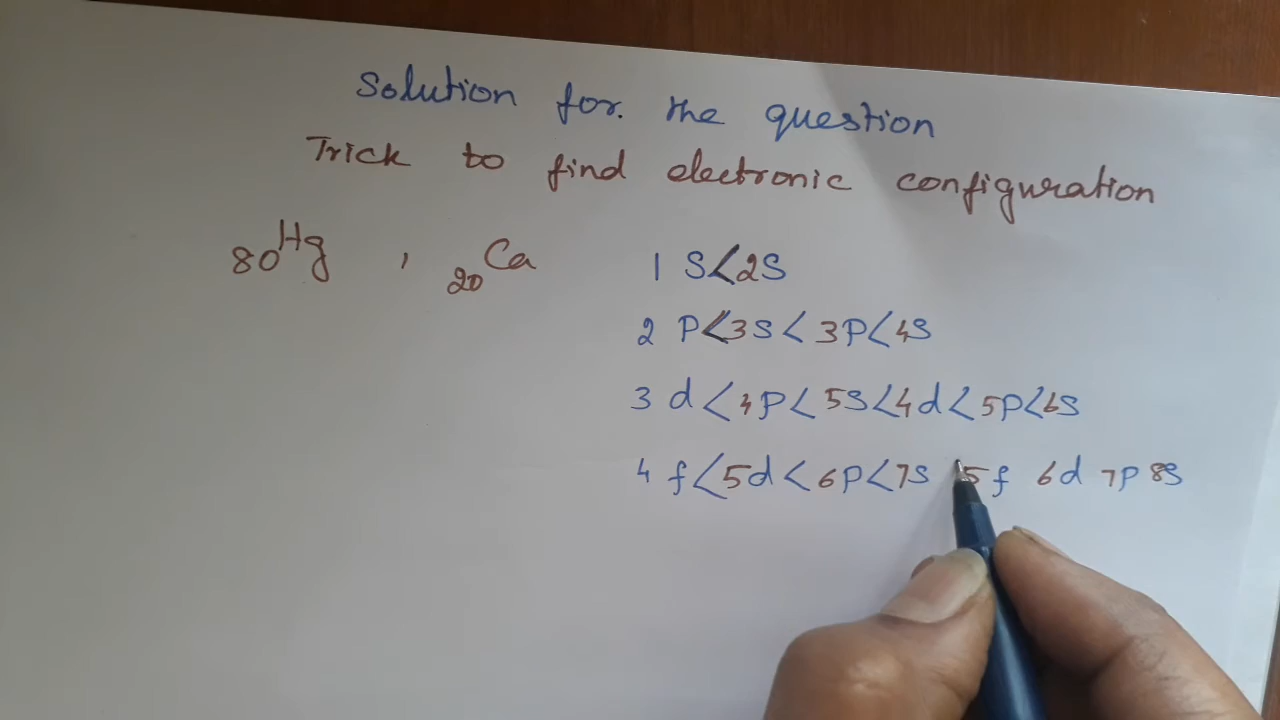 Solution for. the question
Trick to find electronic configuration
80Hg , 20Ca
1 S<2S
2 P<3S<3P<4S
3 d<4P<5S<4d<5P<6S
4 f<5d<6P<7S 5f 6d 7P 8S